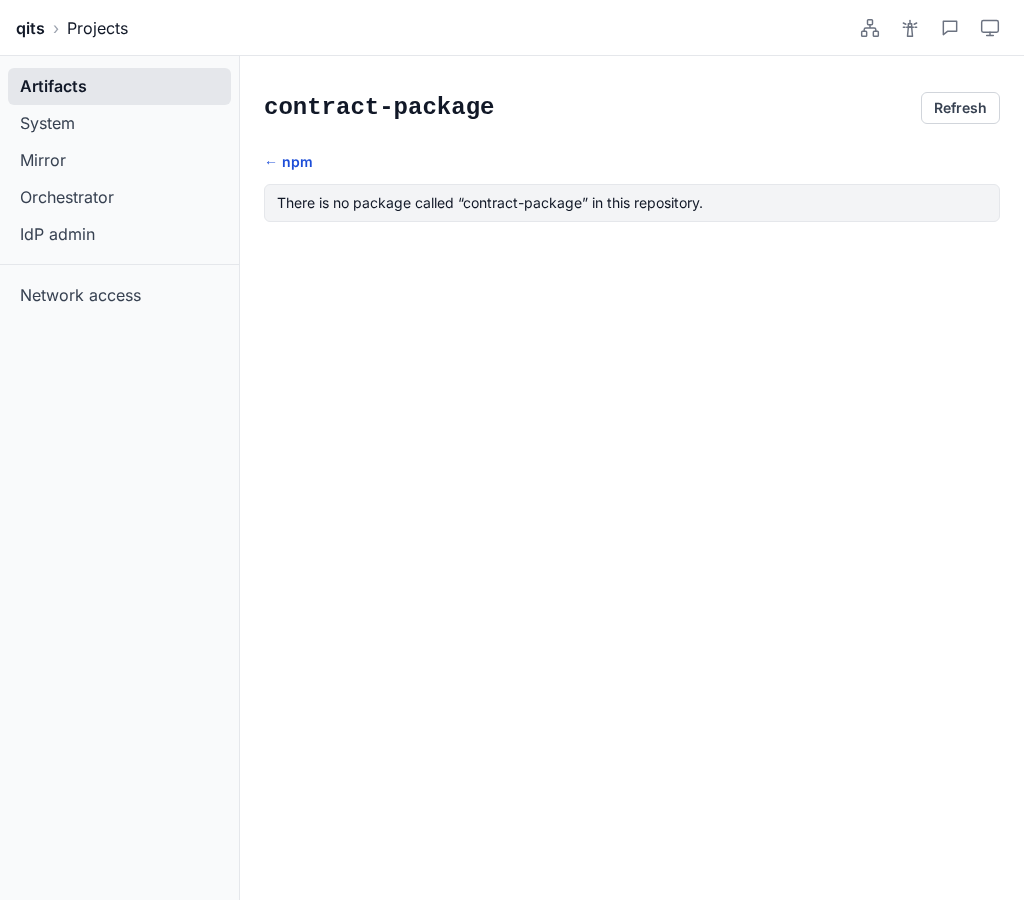 qits › Projects
Artifacts
System
Mirror
Orchestrator
IdP admin
Network access
contract-package
Refresh
← npm
There is no package called “contract-package” in this repository.